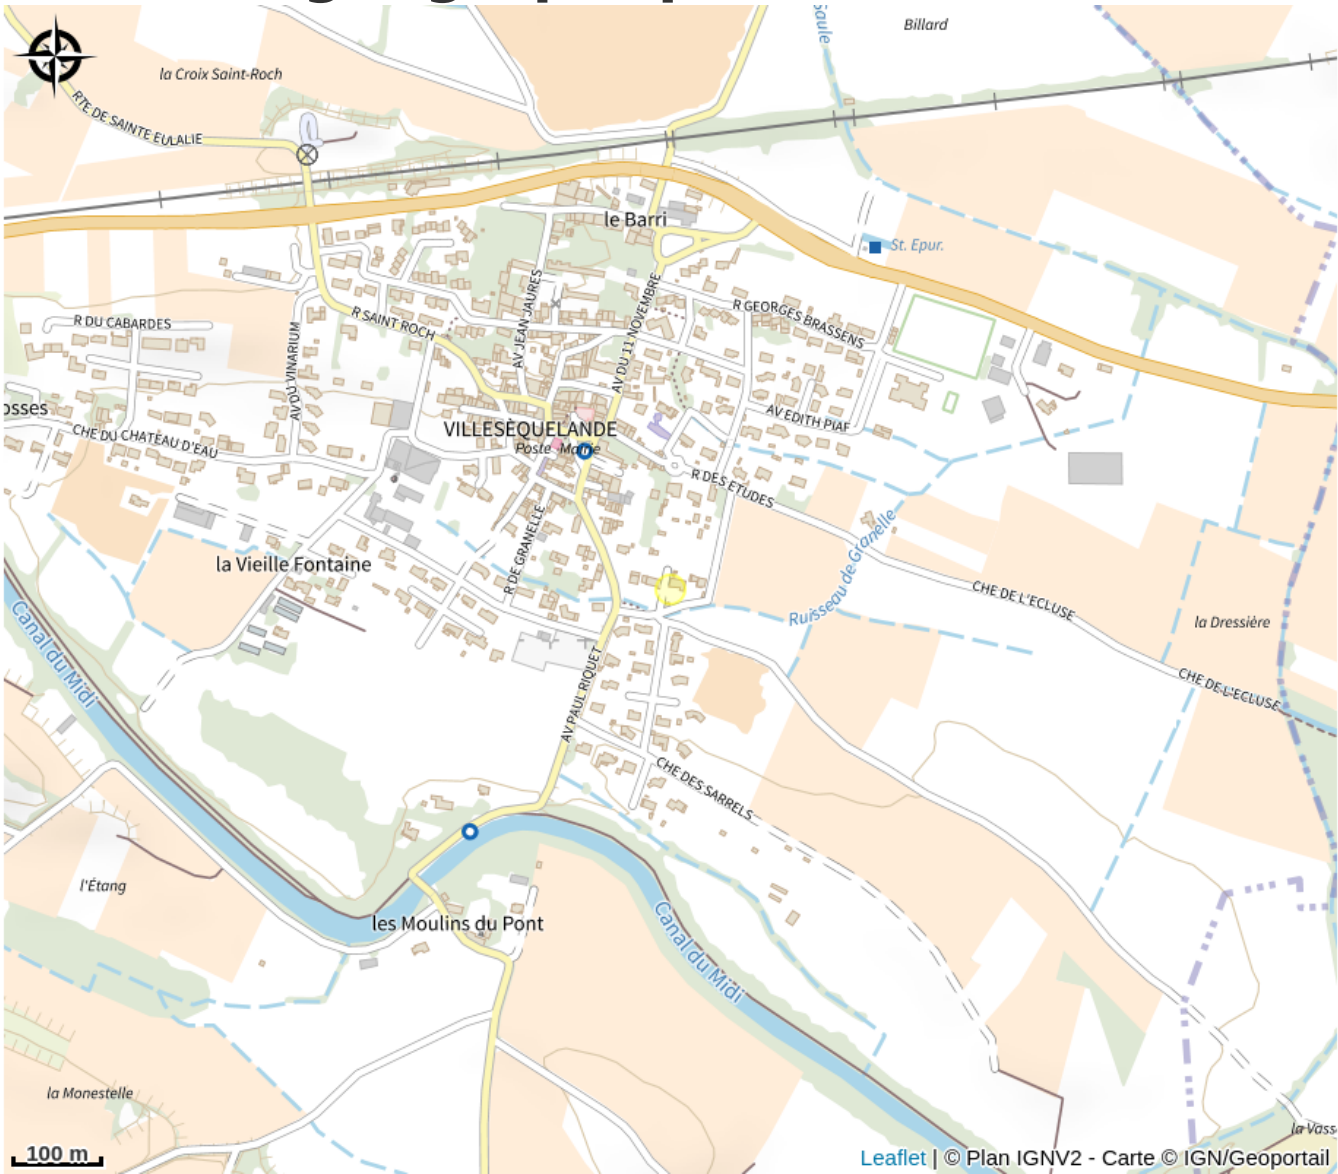 Saule
Billard
la Croix Saint-Roch
RTE DE SAINTE EULALIE
le Barri
St. Epur.
R GEORGES BRASSENS
AV JEAN JAURES
AV DU 11 NOVEMBRE
R SAINT ROCH
R DU CABARDES
AV DU VINARIUM
osses
CHE DU CHATEAU D'EAU
AV EDITH PIAF
VILLESÈQUELANDE
Poste Mairie
R DES ETUDES
R DE GRANELLE
Ruisseau de Granelle
la Vieille Fontaine
CHE DE L'ECLUSE
la Dressière
CHE DE L'ECLUSE
Canal du Midi
AV PAUL RIQUET
CHE DES SARRELS
l'Étang
les Moulins du Pont
Canal du Midi
la Monestelle
la Vass
100 m
Leaflet | © Plan IGNV2 - Carte © IGN/Geoportail